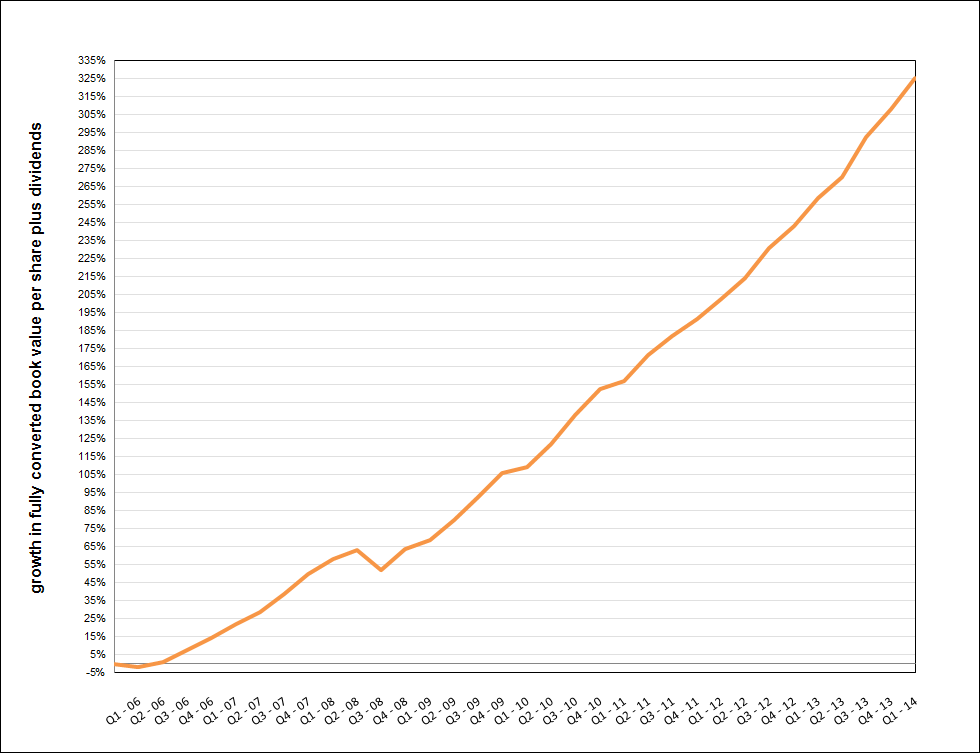 growth in fully converted book value per share plus dividends
335%
325%
315%
305%
295%
285%
275%
265%
255%
245%
235%
225%
215%
205%
195%
185%
175%
165%
155%
145%
135%
125%
115%
105%
95%
85%
75%
65%
55%
45%
35%
25%
15%
5%
-5%
Q1 - 06
Q2 - 06
Q3 - 06
Q4 - 06
Q1 - 07
Q2 - 07
Q3 - 07
Q4 - 07
Q1 - 08
Q2 - 08
Q3 - 08
Q4 - 08
Q1 - 09
Q2 - 09
Q3 - 09
Q4 - 09
Q1 - 10
Q2 - 10
Q3 - 10
Q4 - 10
Q1 - 11
Q2 - 11
Q3 - 11
Q4 - 11
Q1 - 12
Q2 - 12
Q3 - 12
Q4 - 12
Q1 - 13
Q2 - 13
Q3 - 13
Q4 - 13
Q1 - 14